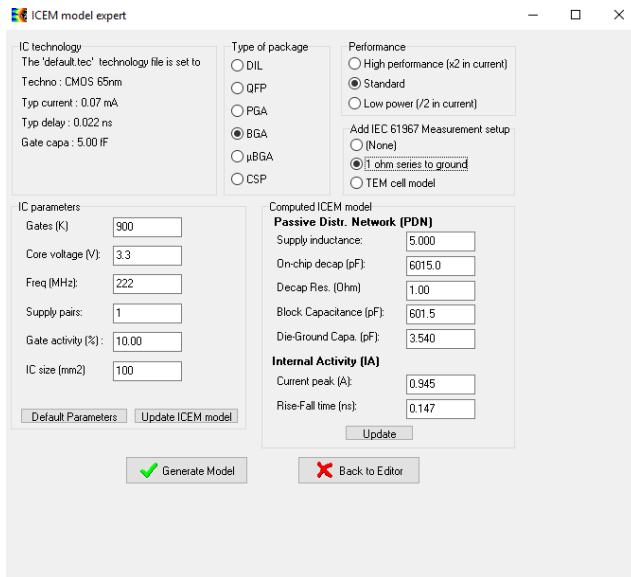 ICEM model expert
IC technology
The 'default.tec' technology file is set to
Techno : CMOS 65nm
Typ current : 0.07 mA
Typ delay : 0.022 ns
Gate capa : 5.00 fF
Type of package
DIL
QFP
PGA
BGA
µBGA
CSP
Performance
High performance (x2 in current)
Standard
Low power (/2 in current)
Add IEC 61967 Measurement setup
(None)
1 ohm series to ground
TEM cell model
IC parameters
Gates (K) 900
Core voltage (V): 3.3
Freq (MHz): 222
Supply pairs: 1
Gate activity (%) : 10.00
IC size (mm2) 100
Default Parameters Update ICEM model
Computed ICEM model
Passive Distr. Network (PDN)
Supply inductance: 5.000
On-chip decap (pF): 6015.0
Decap Res. (Ohm) 1.00
Block Capacitance (pF): 601.5
Die-Ground Capa. (pF): 3.540
Internal Activity (IA)
Current peak (A): 0.945
Rise-Fall time (ns): 0.147
Update
Generate Model Back to Editor